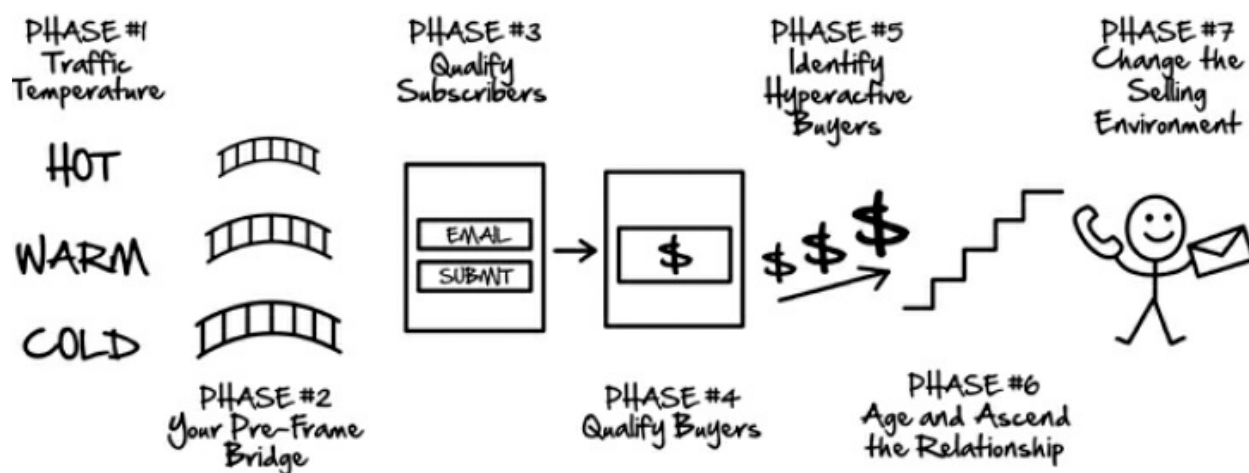 PHASE #1
Traffic
Temperature
HOT
WARM
COLD
PHASE #2
Your Pre-Frame
Bridge
PHASE #3
Qualify
Subscribers
EMAIL
SUBMIT
$
PHASE #4
Qualify Buyers
PHASE #5
Identify
Hyperactive
Buyers
$ $ $
PHASE #6
Age and Ascend
the Relationship
PHASE #7
Change the
Selling
Environment